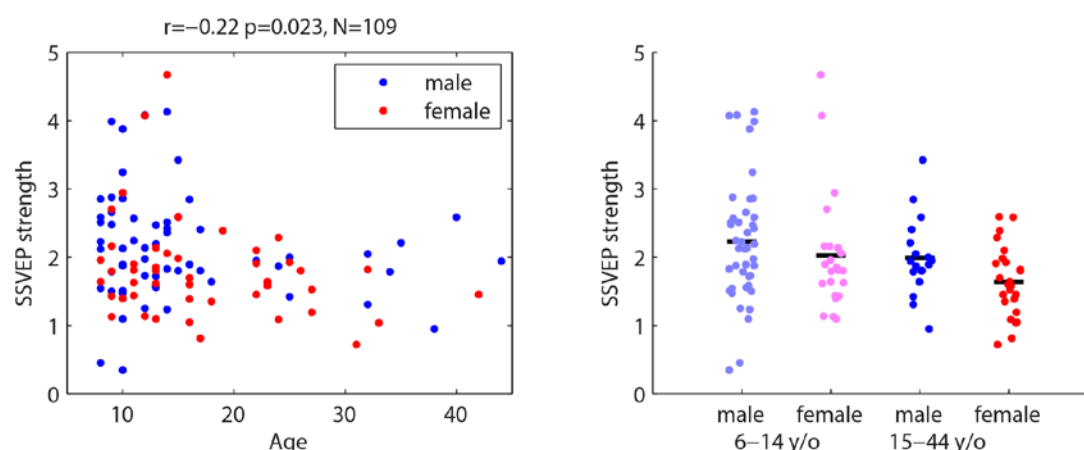 r=−0.22 p=0.023, N=109
SSVEP strength
5
4
3
2
1
0
male
female
10
20
30
40
Age
SSVEP strength
5
4
3
2
1
0
male female male female
6−14 y/o 15−44 y/o